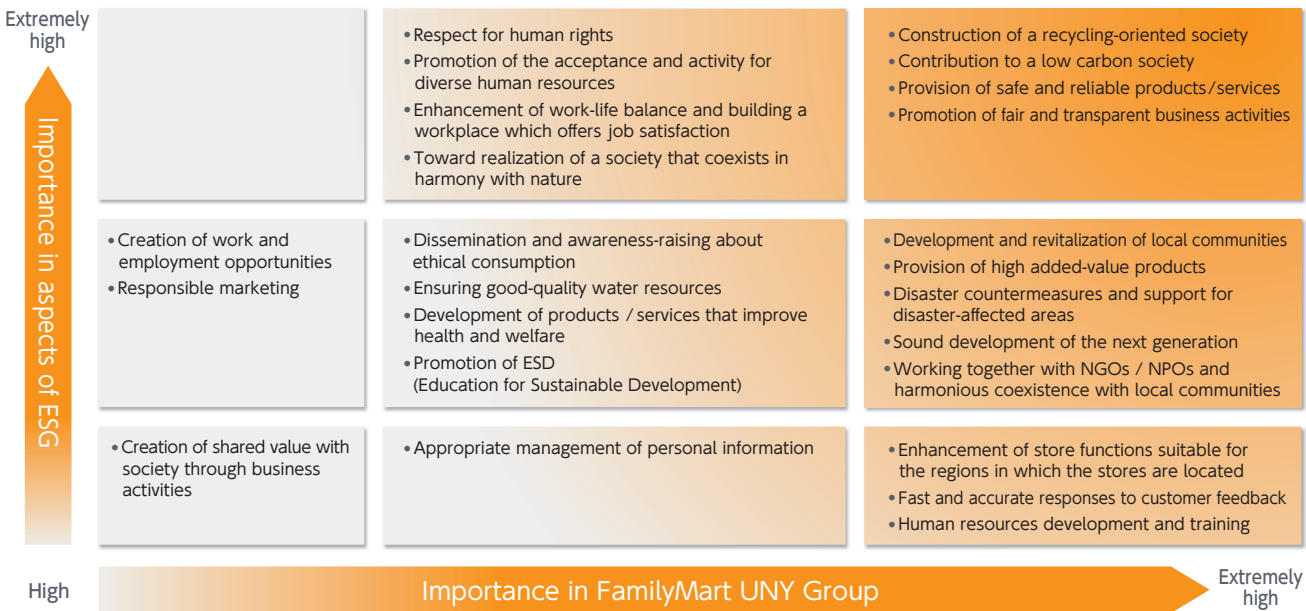 Extremely
high
Importance in aspects of ESG
• Respect for human rights
• Promotion of the acceptance and activity for
diverse human resources
• Enhancement of work-life balance and building a
workplace which offers job satisfaction
• Toward realization of a society that coexists in
harmony with nature
• Construction of a recycling-oriented society
• Contribution to a low carbon society
• Provision of safe and reliable products/services
• Promotion of fair and transparent business activities
• Creation of work and
employment opportunities
• Responsible marketing
• Dissemination and awareness-raising about
ethical consumption
• Ensuring good-quality water resources
• Development of products / services that improve
health and welfare
• Promotion of ESD
(Education for Sustainable Development)
• Development and revitalization of local communities
• Provision of high added-value products
• Disaster countermeasures and support for
disaster-affected areas
• Sound development of the next generation
• Working together with NGOs / NPOs and
harmonious coexistence with local communities
• Creation of shared value with
society through business
activities
• Appropriate management of personal information
• Enhancement of store functions suitable for
the regions in which the stores are located
• Fast and accurate responses to customer feedback
• Human resources development and training
High
Importance in FamilyMart UNY Group
Extremely
high